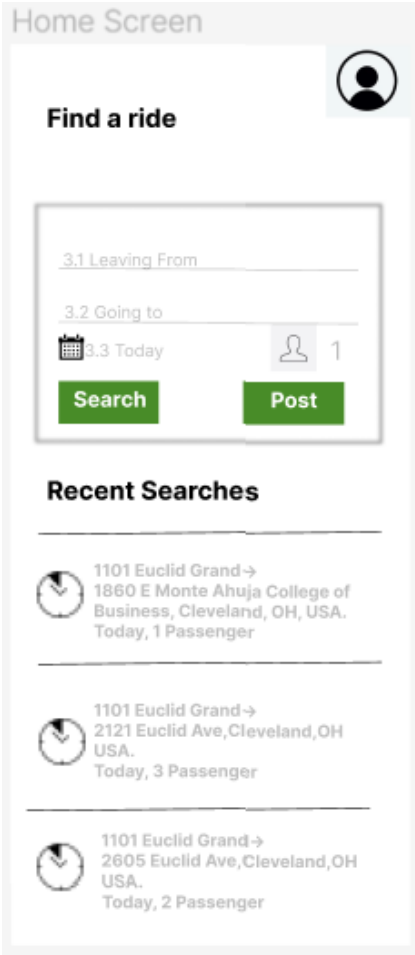 Home Screen
Find a ride
3.1 Leaving From
3.2 Going to
3.3 Today 1
Search Post
Recent Searches
1101 Euclid Grand→
1860 E Monte Ahuja College of
Business, Cleveland, OH, USA.
Today, 1 Passenger
1101 Euclid Grand→
2121 Euclid Ave,Cleveland,OH
USA.
Today, 3 Passenger
1101 Euclid Grand→
2605 Euclid Ave,Cleveland,OH
USA.
Today, 2 Passenger